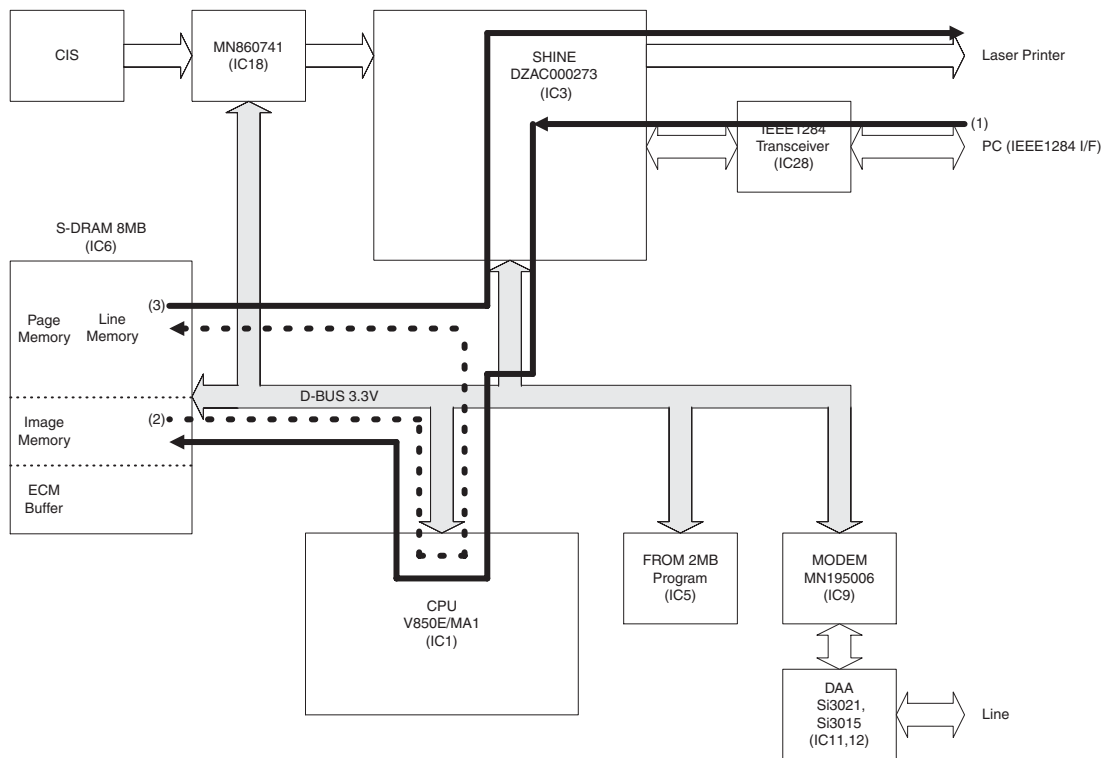 CIS
MN860741
(IC18)
SHINE
DZAC000273
(IC3)
Laser Printer
(1)
IEEE1284
Transceiver
(IC28)
PC (IEEE1284 I/F)
S-DRAM 8MB
(IC6)
(3)
Page
Memory
Line
Memory
D-BUS 3.3V
(2)
Image
Memory
ECM
Buffer
CPU
V850E/MA1
(IC1)
FROM 2MB
Program
(IC5)
MODEM
MN195006
(IC9)
DAA
Si3021,
Si3015
(IC11,12)
Line